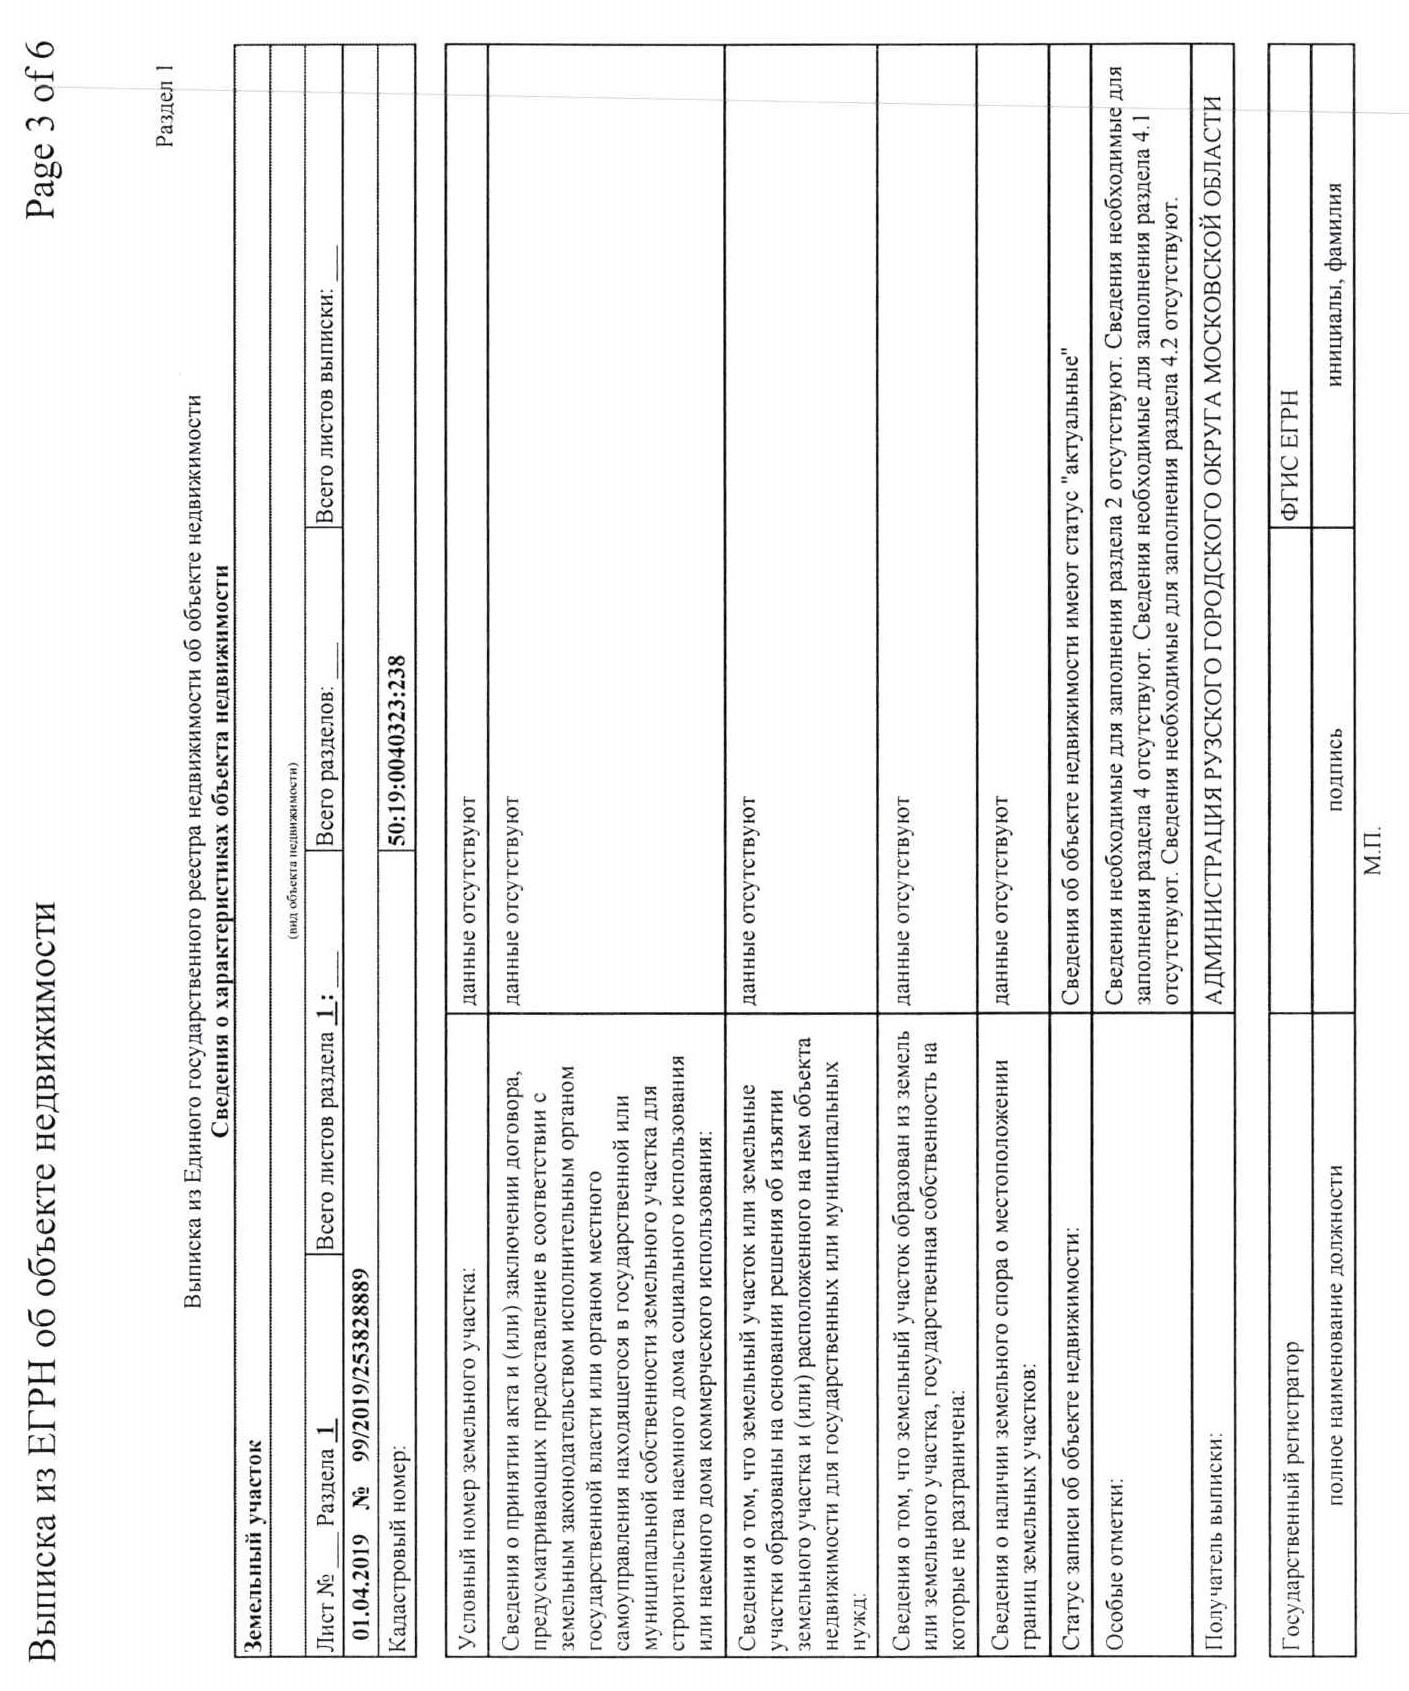 Выписка из ЕГРН об объекте недвижимости Page 3 of 6
Раздел 1
Выписка из Единого государственного реестра недвижимости об объекте недвижимости
Сведения о характеристиках объекта недвижимости
Земельный участок
(вид объекта недвижимости)
Лист № ___ Раздела 1 Всего листов раздела 1 : ___ Всего разделов: ___ Всего листов выписки: ___
01.04.2019 № 99/2019/253828889
Кадастровый номер: 50:19:0040323:238
Условный номер земельного участка: данные отсутствуют
Сведения о принятии акта и (или) заключении договора, данные отсутствуют
предусматривающих предоставление в соответствии с
земельным законодательством исполнительным органом
государственной власти или органом местного
самоуправления находящегося в государственной или
муниципальной собственности земельного участка для
строительства наемного дома социального использования
или наемного дома коммерческого использования:
Сведения о том, что земельный участок или земельные данные отсутствуют
участки образованы на основании решения об изъятии
земельного участка и (или) расположенного на нем объекта
недвижимости для государственных или муниципальных
нужд:
Сведения о том, что земельный участок образован из земель данные отсутствуют
или земельного участка, государственная собственность на
которые не разграничена:
Сведения о наличии земельного спора о местоположении данные отсутствуют
границ земельных участков:
Статус записи об объекте недвижимости: Сведения об объекте недвижимости имеют статус "актуальные"
Особые отметки: Сведения необходимые для заполнения раздела 2 отсутствуют. Сведения необходимые для
заполнения раздела 4 отсутствуют. Сведения необходимые для заполнения раздела 4.1
отсутствуют. Сведения необходимые для заполнения раздела 4.2 отсутствуют.
Получатель выписки: АДМИНИСТРАЦИЯ РУЗСКОГО ГОРОДСКОГО ОКРУГА МОСКОВСКОЙ ОБЛАСТИ
Государственный регистратор ФГИС ЕГРН
полное наименование должности подпись инициалы, фамилия
М.П.